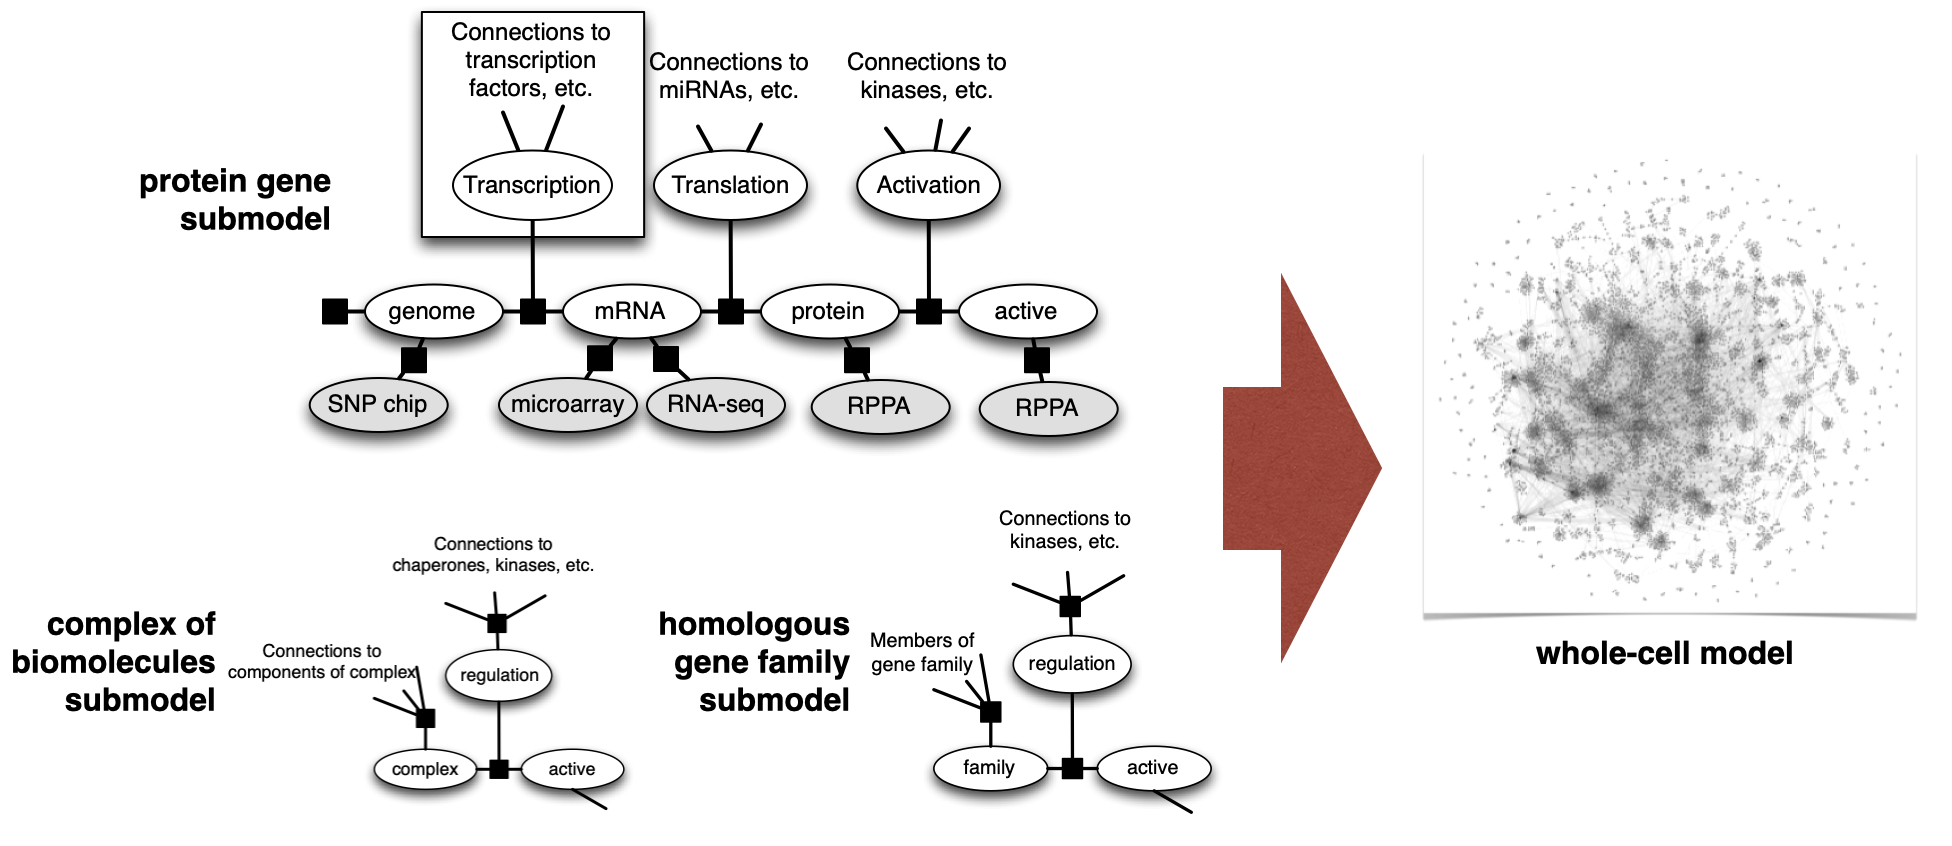 Connections to
transcription
factors, etc.
Connections to
miRNAs, etc.
Connections to
kinases, etc.
protein gene
submodel
Transcription
Translation
Activation
genome
mRNA
protein
active
SNP chip
microarray
RNA-seq
RPPA
RPPA
Connections to
chaperones, kinases, etc.
complex of
biomolecules
submodel
Connections to
components of complex
regulation
complex
active
Connections to
kinases, etc.
homologous
gene family
submodel
Members of
gene family
regulation
family
active
whole-cell model